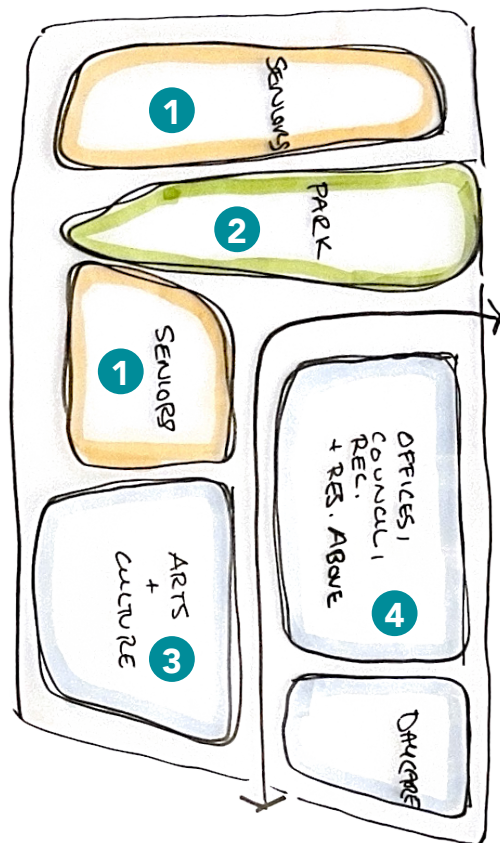 SENIORS
1
PARK
2
SENIORS
1
OFFICES,
COUNCIL,
REC.
+ RES. ABOVE
4
ARTS
+
CULTURE
3
DAYCARE